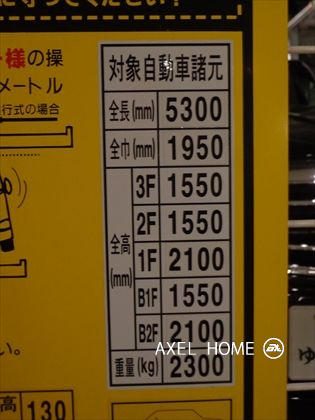 様の操
メートル
行式の場合
い。
高 130
対象自動車諸元
全長(mm) 5300
全巾(mm) 1950
全高(mm)
3F 1550
2F 1550
1F 2100
B1F 1550
B2F 2100
重量(kg) 2300
AXEL HOME
ゆ